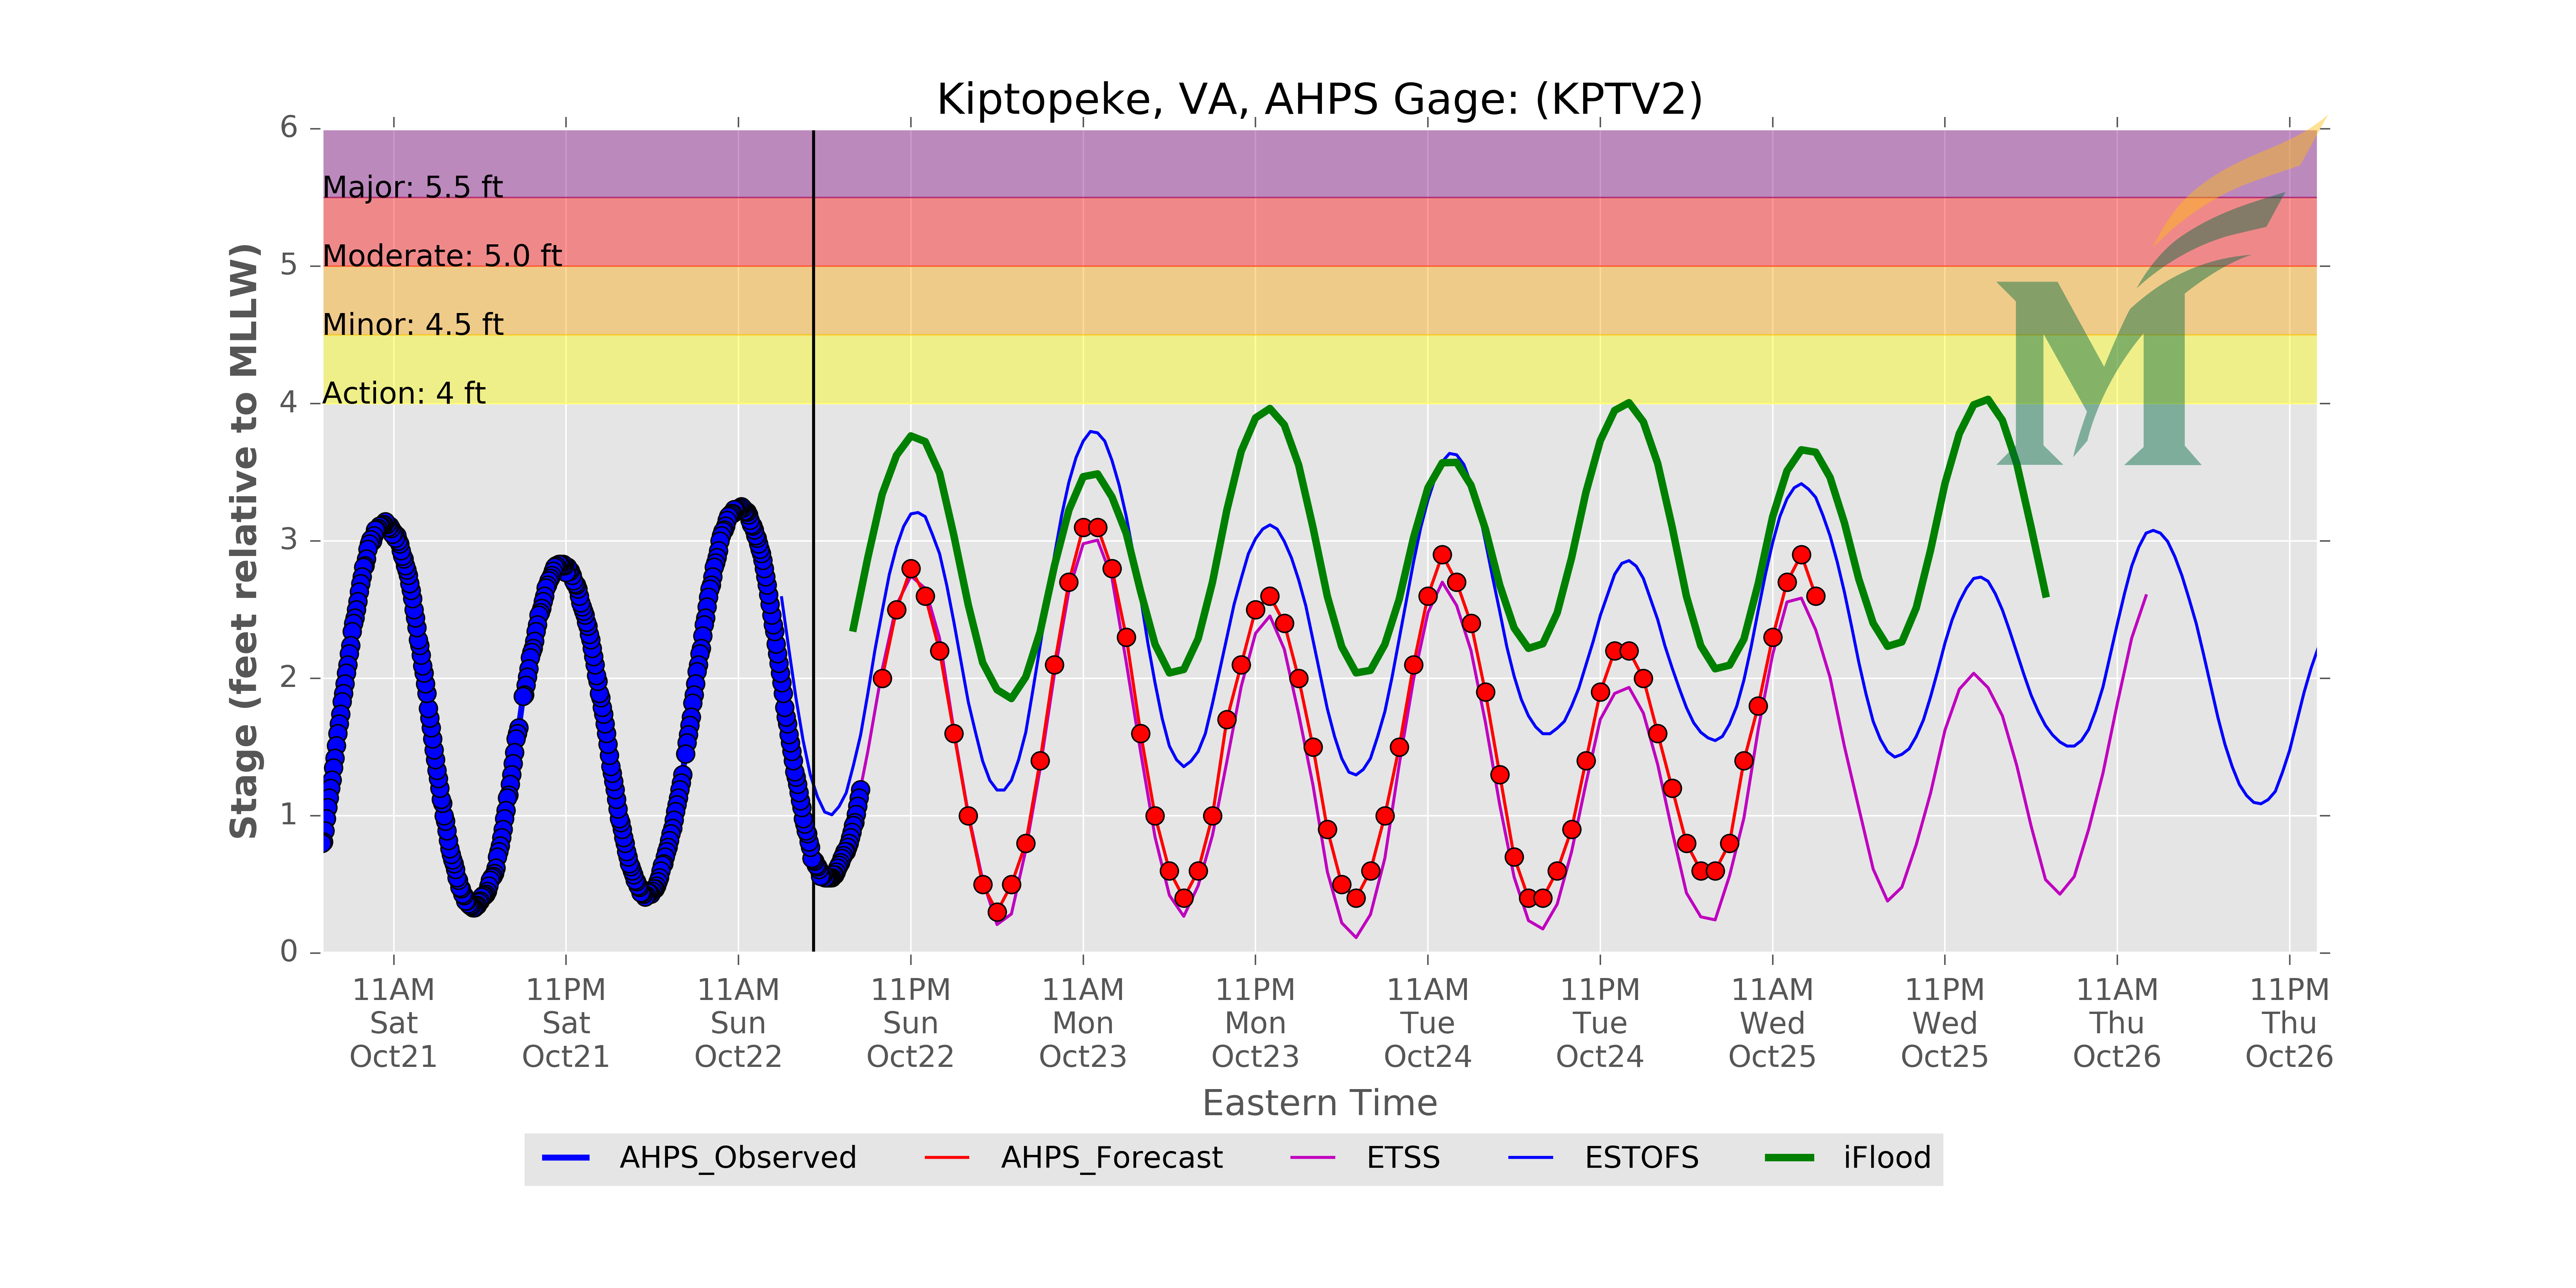 Kiptopeke, VA, AHPS Gage: (KPTV2)
Stage (feet relative to MLLW)
6
Major: 5.5 ft
Moderate: 5.0 ft
5
Minor: 4.5 ft
Action: 4 ft
4
3
2
1
0
11AM 11PM 11AM 11PM 11AM 11PM 11AM 11PM 11AM 11PM 11AM 11PM
Sat Sat Sun Sun Mon Mon Tue Tue Wed Wed Thu Thu
Oct21 Oct21 Oct22 Oct22 Oct23 Oct23 Oct24 Oct24 Oct25 Oct25 Oct26 Oct26
Eastern Time
AHPS_Observed AHPS_Forecast ETSS ESTOFS iFlood
M